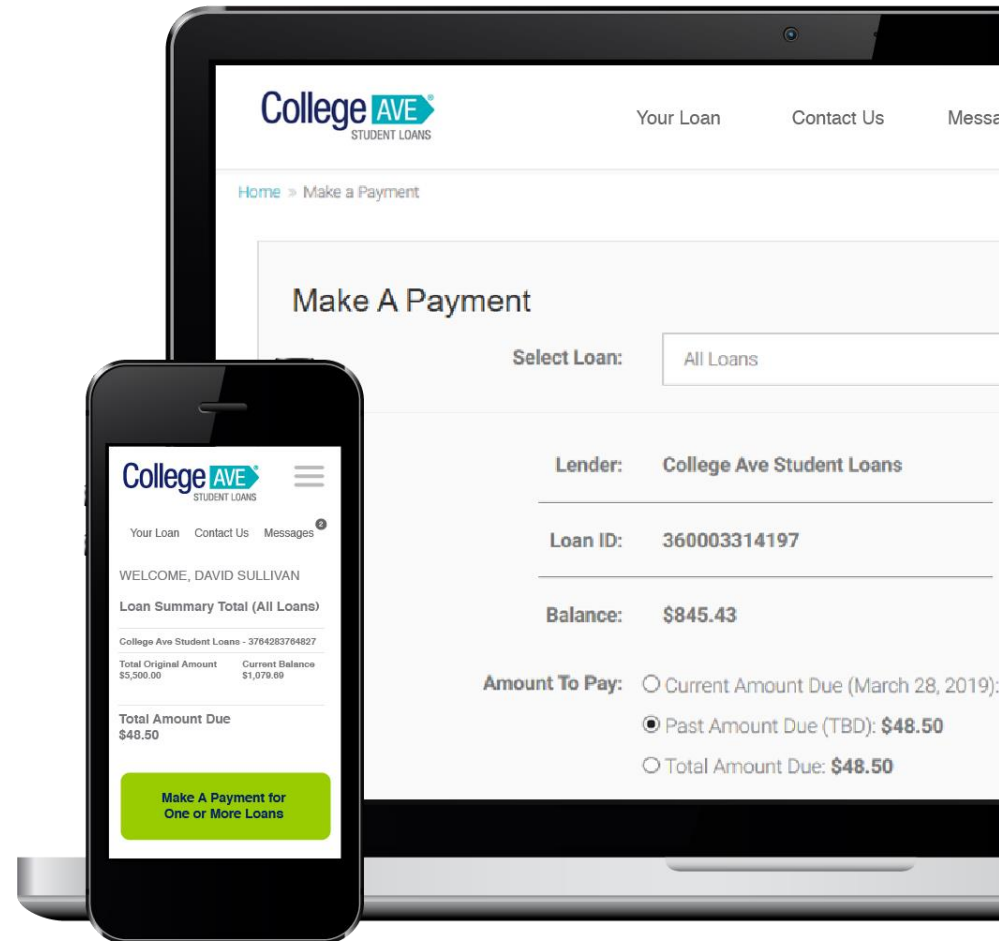 College AVE®
STUDENT LOANS
Your Loan Contact Us
Home » Make a Payment
Make A Payment
Select Loan: All Loans
Lender: College Ave Student Loans
Loan ID: 360003314197
Balance: $845.43
Amount To Pay: Current Amount Due (March 28, 2019):
Past Amount Due (TBD): $48.50
Total Amount Due: $48.50
College AVE®
STUDENT LOANS
Your Loan Contact Us Messages 2
WELCOME, DAVID SULLIVAN
Loan Summary Total (All Loans)
College Ave Student Loans - 3764283764827
Total Original Amount Current Balance
$5,500.00 $1,079.69
Total Amount Due
$48.50
Make A Payment for
One or More Loans